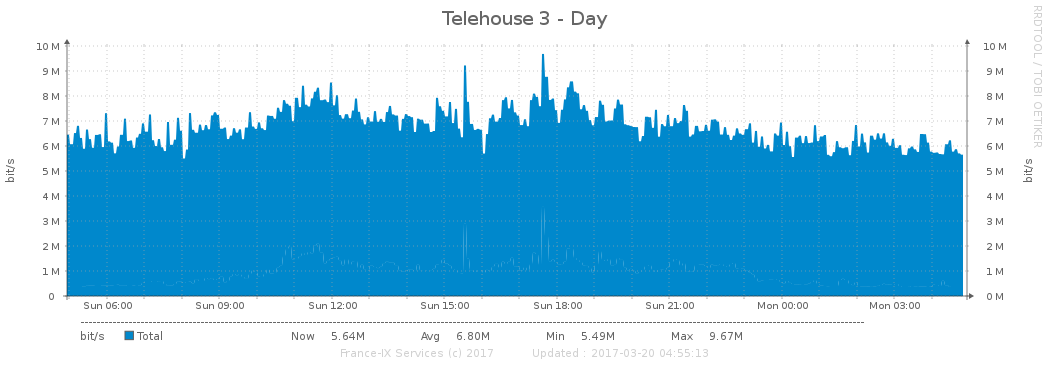 Telehouse 3 - Day
RRDTOOL / TOBI OETIKER
10 M 10 M
9 M 9 M
8 M 8 M
7 M 7 M
6 M 6 M
5 M 5 M
4 M 4 M
3 M 3 M
2 M 2 M
1 M 1 M
0 0 M
bit/s
bit/s
Sun 06:00 Sun 09:00 Sun 12:00 Sun 15:00 Sun 18:00 Sun 21:00 Mon 00:00 Mon 03:00
bit/s Total Now 5.64M Avg 6.80M Min 5.49M Max 9.67M
France-IX Services (c) 2017 Updated : 2017-03-20 04:55:13